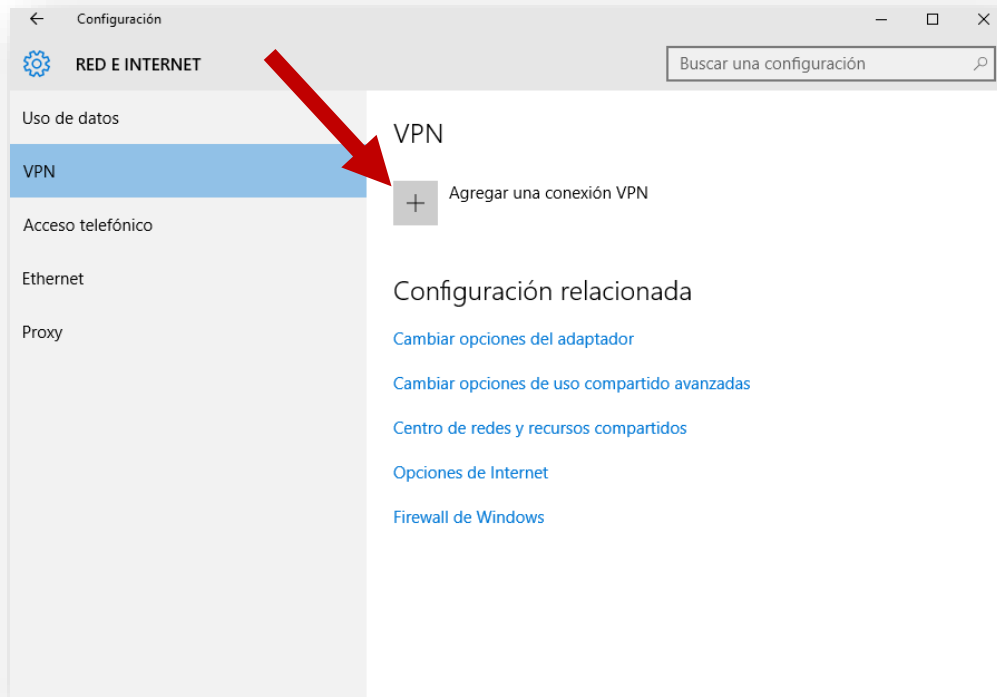 Configuración
RED E INTERNET
Buscar una configuración
Uso de datos
VPN
Acceso telefónico
Ethernet
Proxy
VPN
Agregar una conexión VPN
Configuración relacionada
Cambiar opciones del adaptador
Cambiar opciones de uso compartido avanzadas
Centro de redes y recursos compartidos
Opciones de Internet
Firewall de Windows